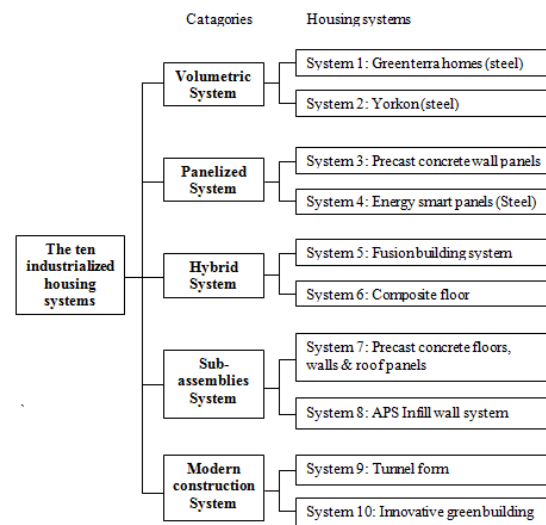 Catagories
Housing systems
The ten
industrialized
housing
systems
Volumetric
System
System 1: Green terra homes (steel)
System 2: Yorkon (steel)
Panelized
System
System 3: Precast concrete wall panels
System 4: Energy smart panels (Steel)
Hybrid
System
System 5: Fusion building system
System 6: Composite floor
Sub-
assemblies
System
System 7: Precast concrete floors,
walls & roof panels
System 8: APS Infill wall system
Modern
construction
System
System 9: Tunnel form
System 10: Innovative green building